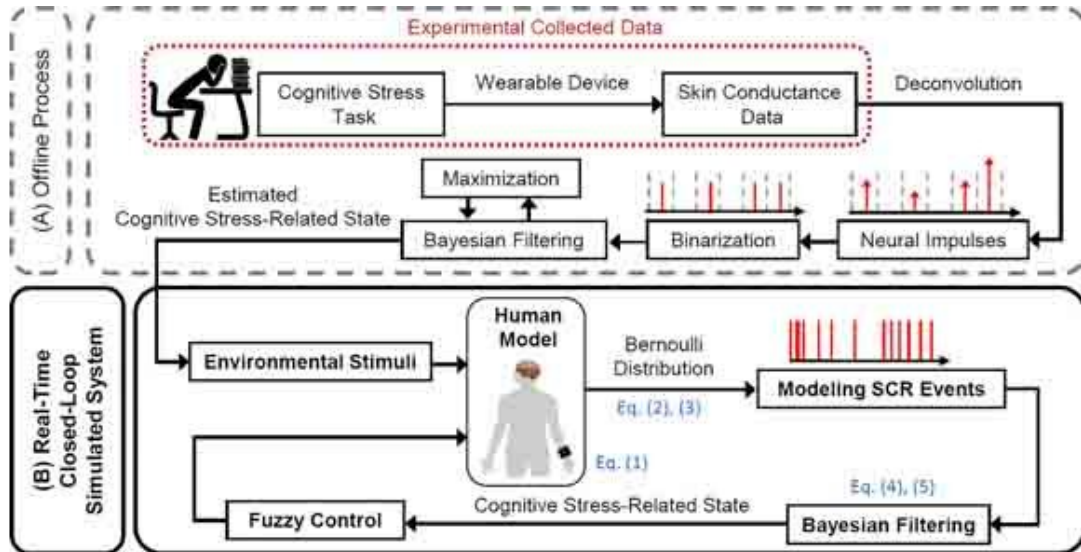 (A) Offline Process
Experimental Collected Data
Cognitive Stress
Task
Wearable Device
Skin Conductance
Data
Deconvolution
Maximization
Estimated
Cognitive Stress-Related State
Bayesian Filtering
Binarization
Neural Impulses
(B) Real-Time
Closed-Loop
Simulated System
Environmental Stimuli
Human
Model
Bernoulli
Distribution
Eq. (2), (3)
Modeling SCR Events
Eq. (1)
Eq. (4), (5)
Cognitive Stress-Related State
Fuzzy Control
Bayesian Filtering